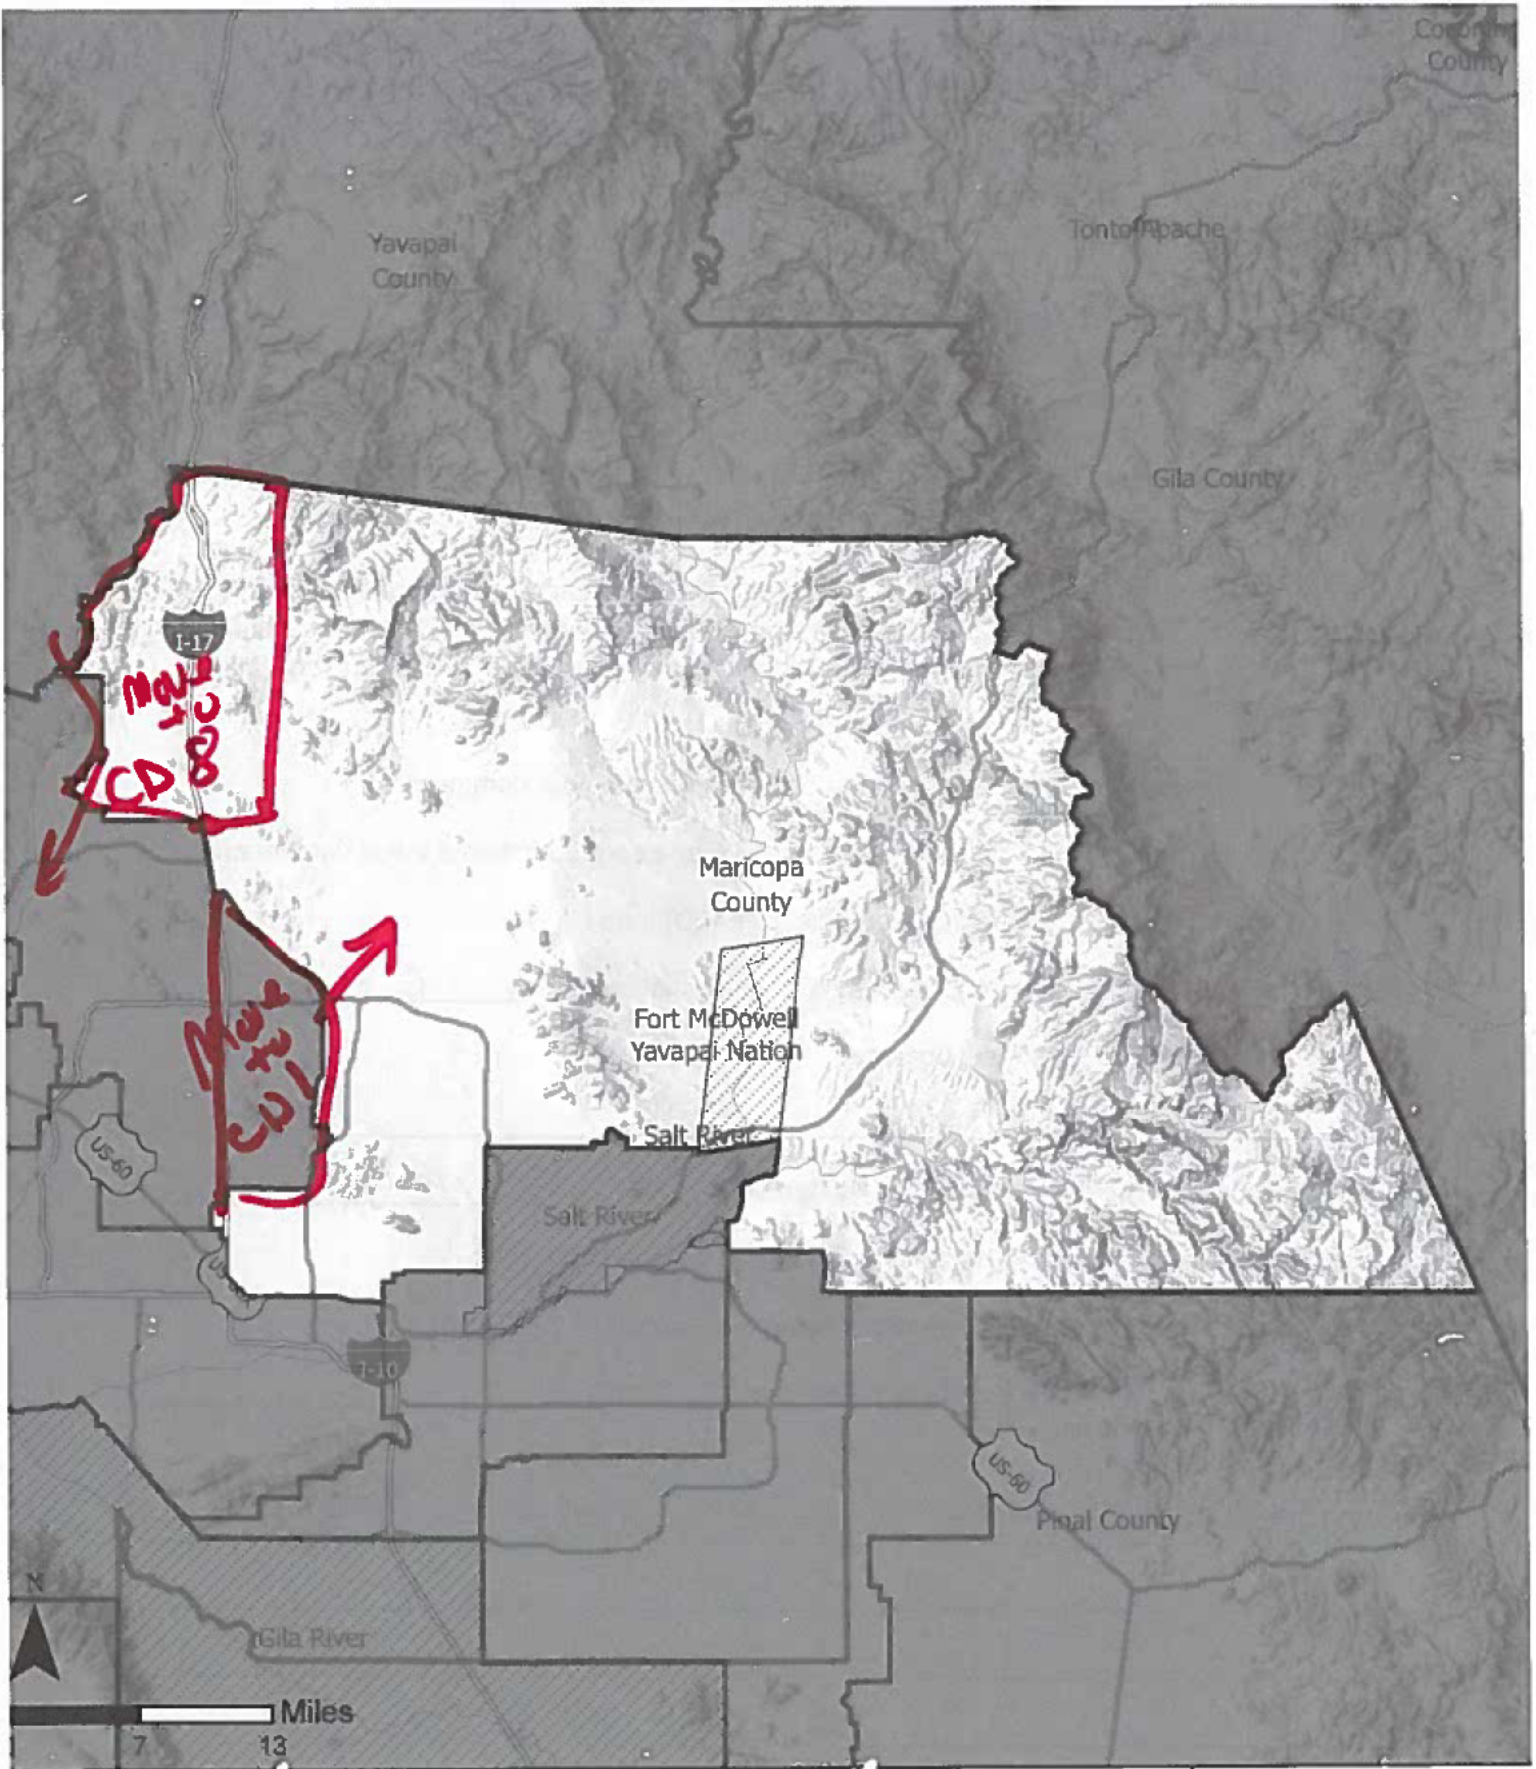 Coconino
County
Yavapai
County
Tonto Apache
Gila County
I-17
Move
to
CD 8
Maricopa
County
Move
to
CD 1
Fort McDowell
Yavapai Nation
US-60
Salt River
Salt River
US-60
I-10
US-60
Pinal County
N
Gila River
Miles
7
13